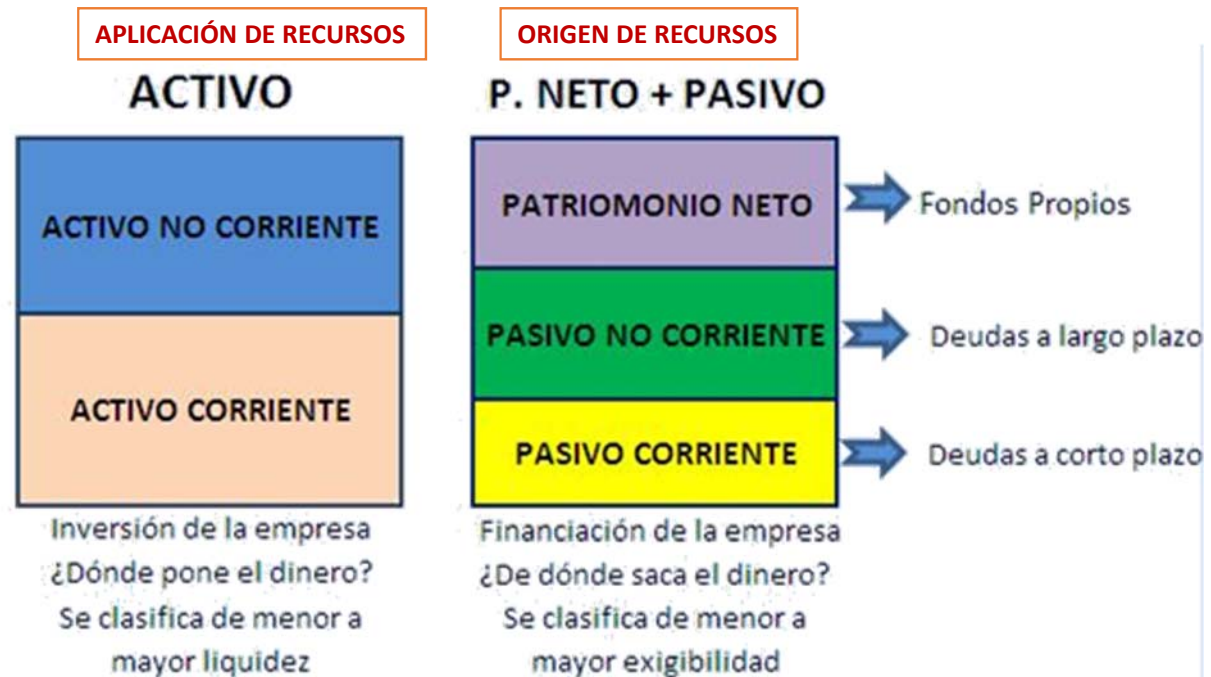 APLICACIÓN DE RECURSOS
ORIGEN DE RECURSOS
ACTIVO
P. NETO + PASIVO
ACTIVO NO CORRIENTE
ACTIVO CORRIENTE
PATRIOMONIO NETO
Fondos Propios
PASIVO NO CORRIENTE
Deudas a largo plazo
PASIVO CORRIENTE
Deudas a corto plazo
Inversión de la empresa
¿Dónde pone el dinero?
Se clasifica de menor a
mayor liquidez
Financiación de la empresa
¿De dónde saca el dinero?
Se clasifica de menor a
mayor exigibilidad